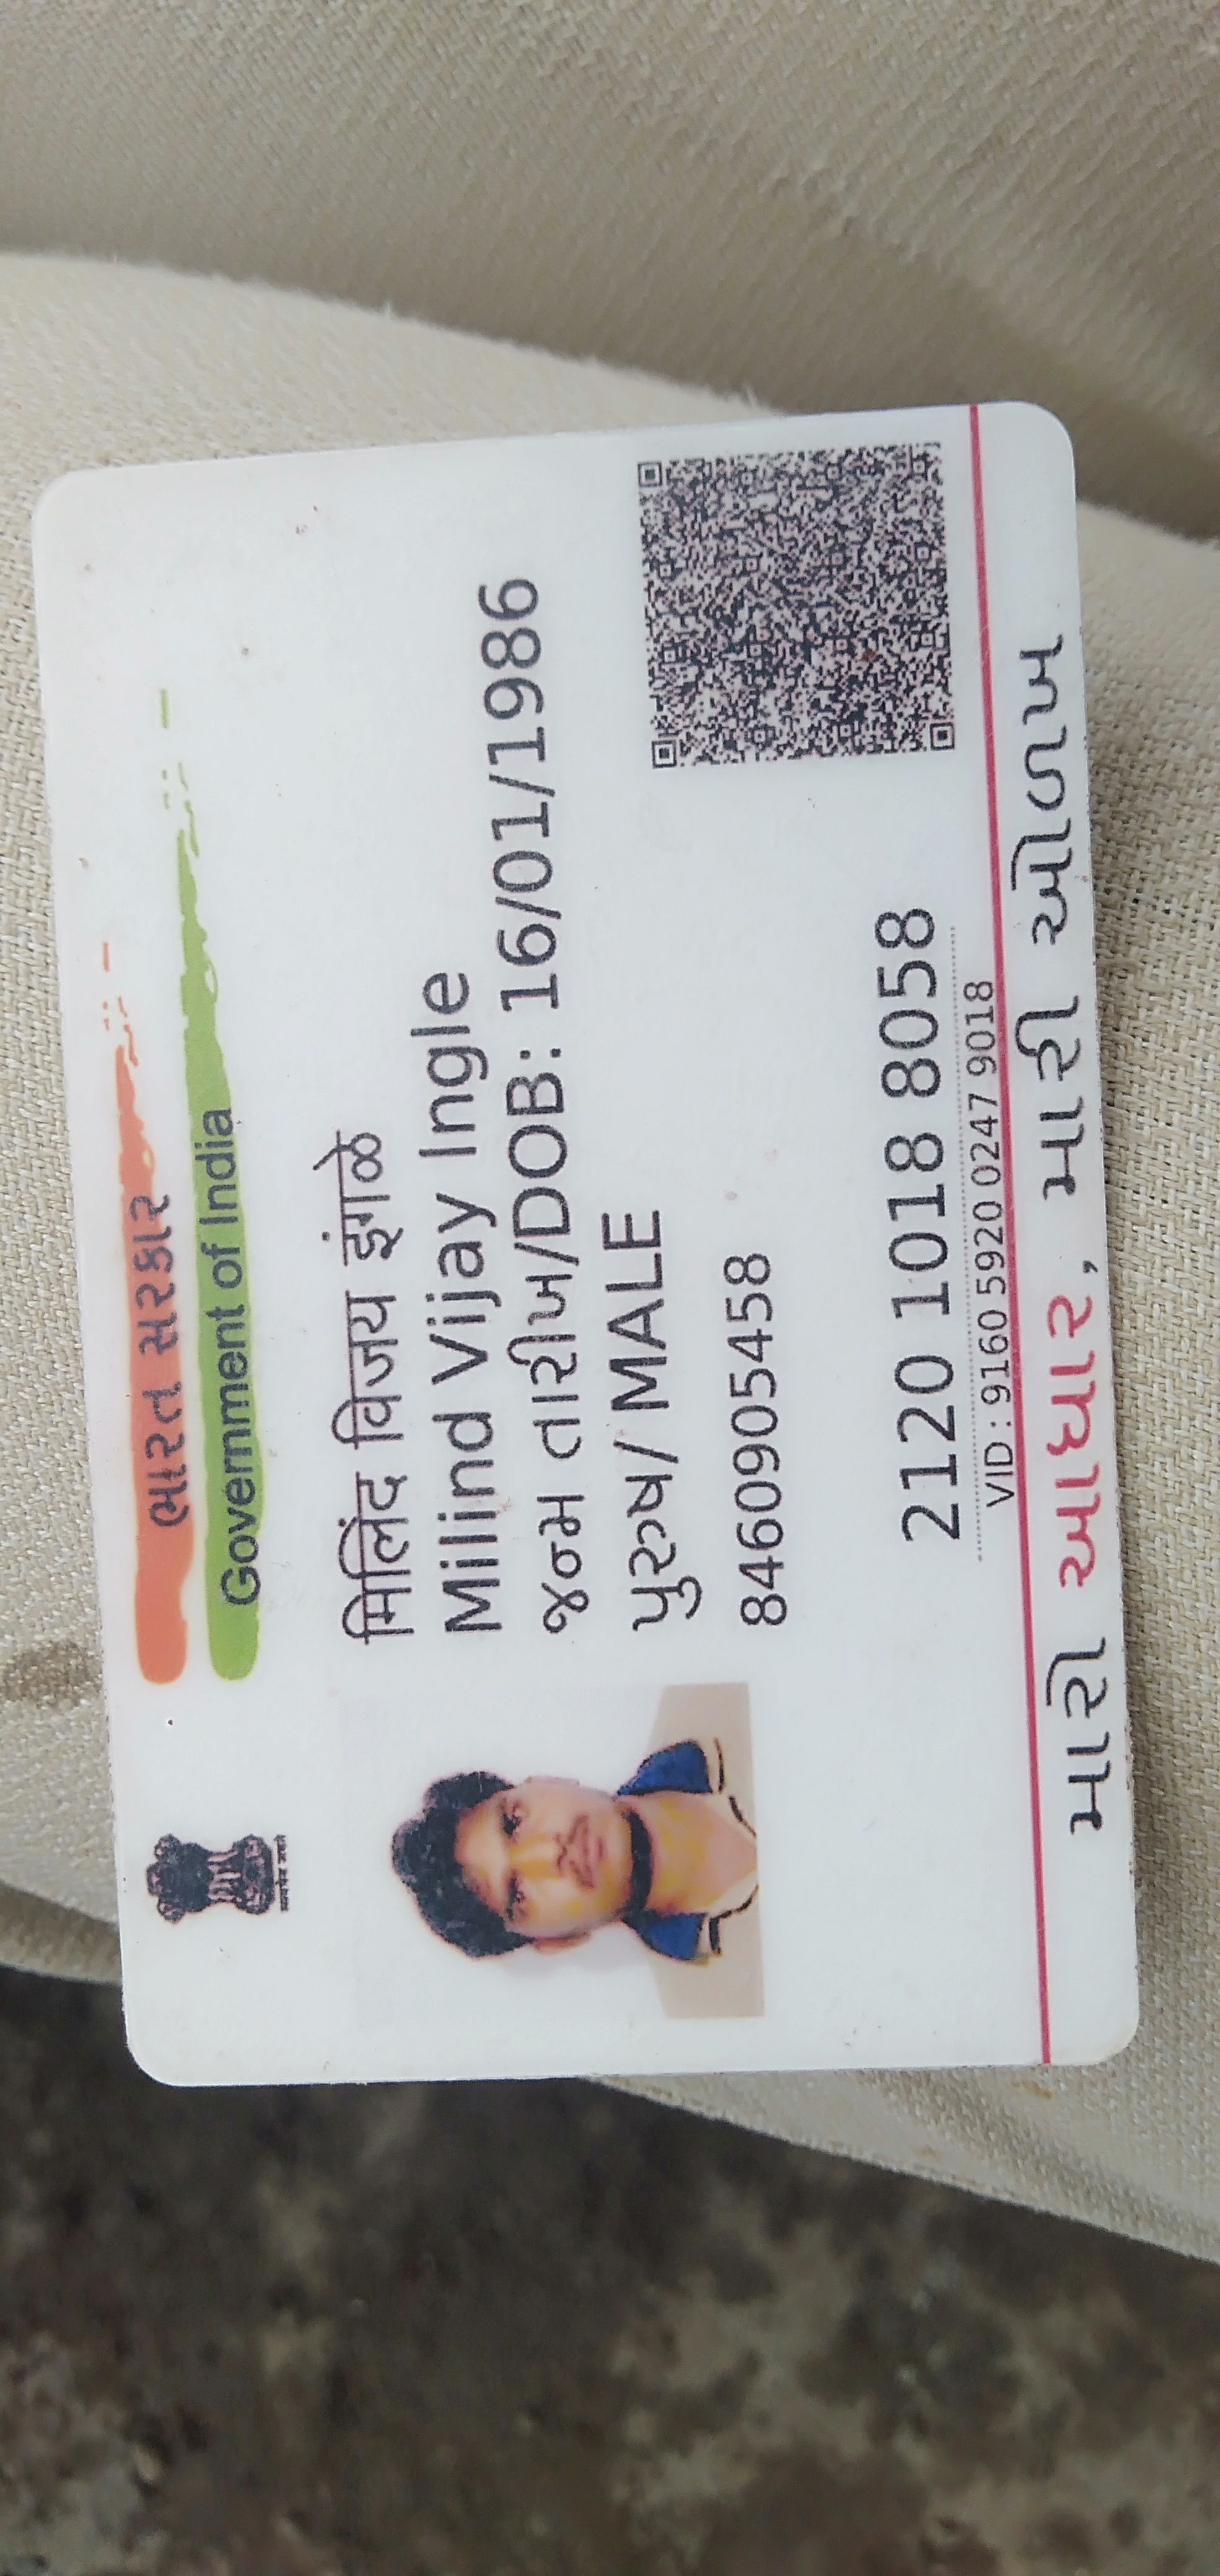 ભારત સરકાર
Government of India
मिलिंद विजय इंगळे
Milind Vijay Ingle
જન્મ તારીખ/DOB: 16/01/1986
પુરુષ/ MALE
8460905458
2120 1018 8058
VID : 9160 5920 0247 9018
મારો આધાર, મારી ઓળખ